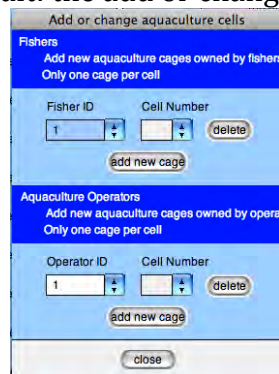 Add or change aquaculture cells
Fishers
Add new aquaculture cages owned by fishers
Only one cage per cell
Fisher ID Cell Number
1 delete
add new cage
Aquaculture Operators
Add new aquaculture cages owned by opera
Only one cage per cell
Operator ID Cell Number
1 delete
add new cage
close